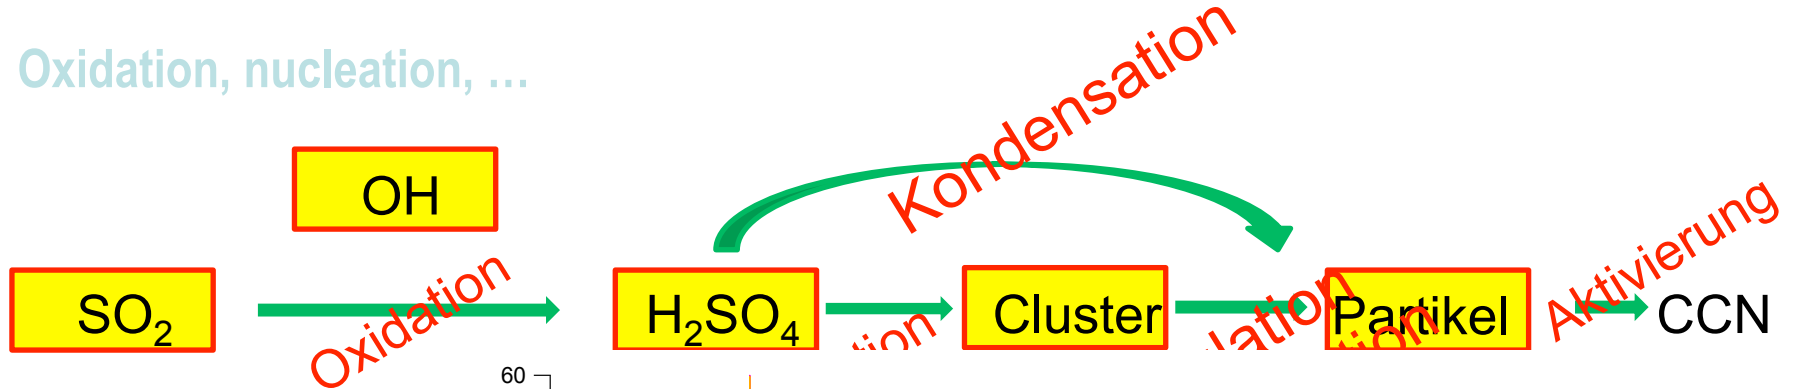 Oxidation, nucleation, …
Kondensation
OH
Aktivierung
SO₂
Oxidation
H₂SO₄
Cluster
Partikel
CCN
60